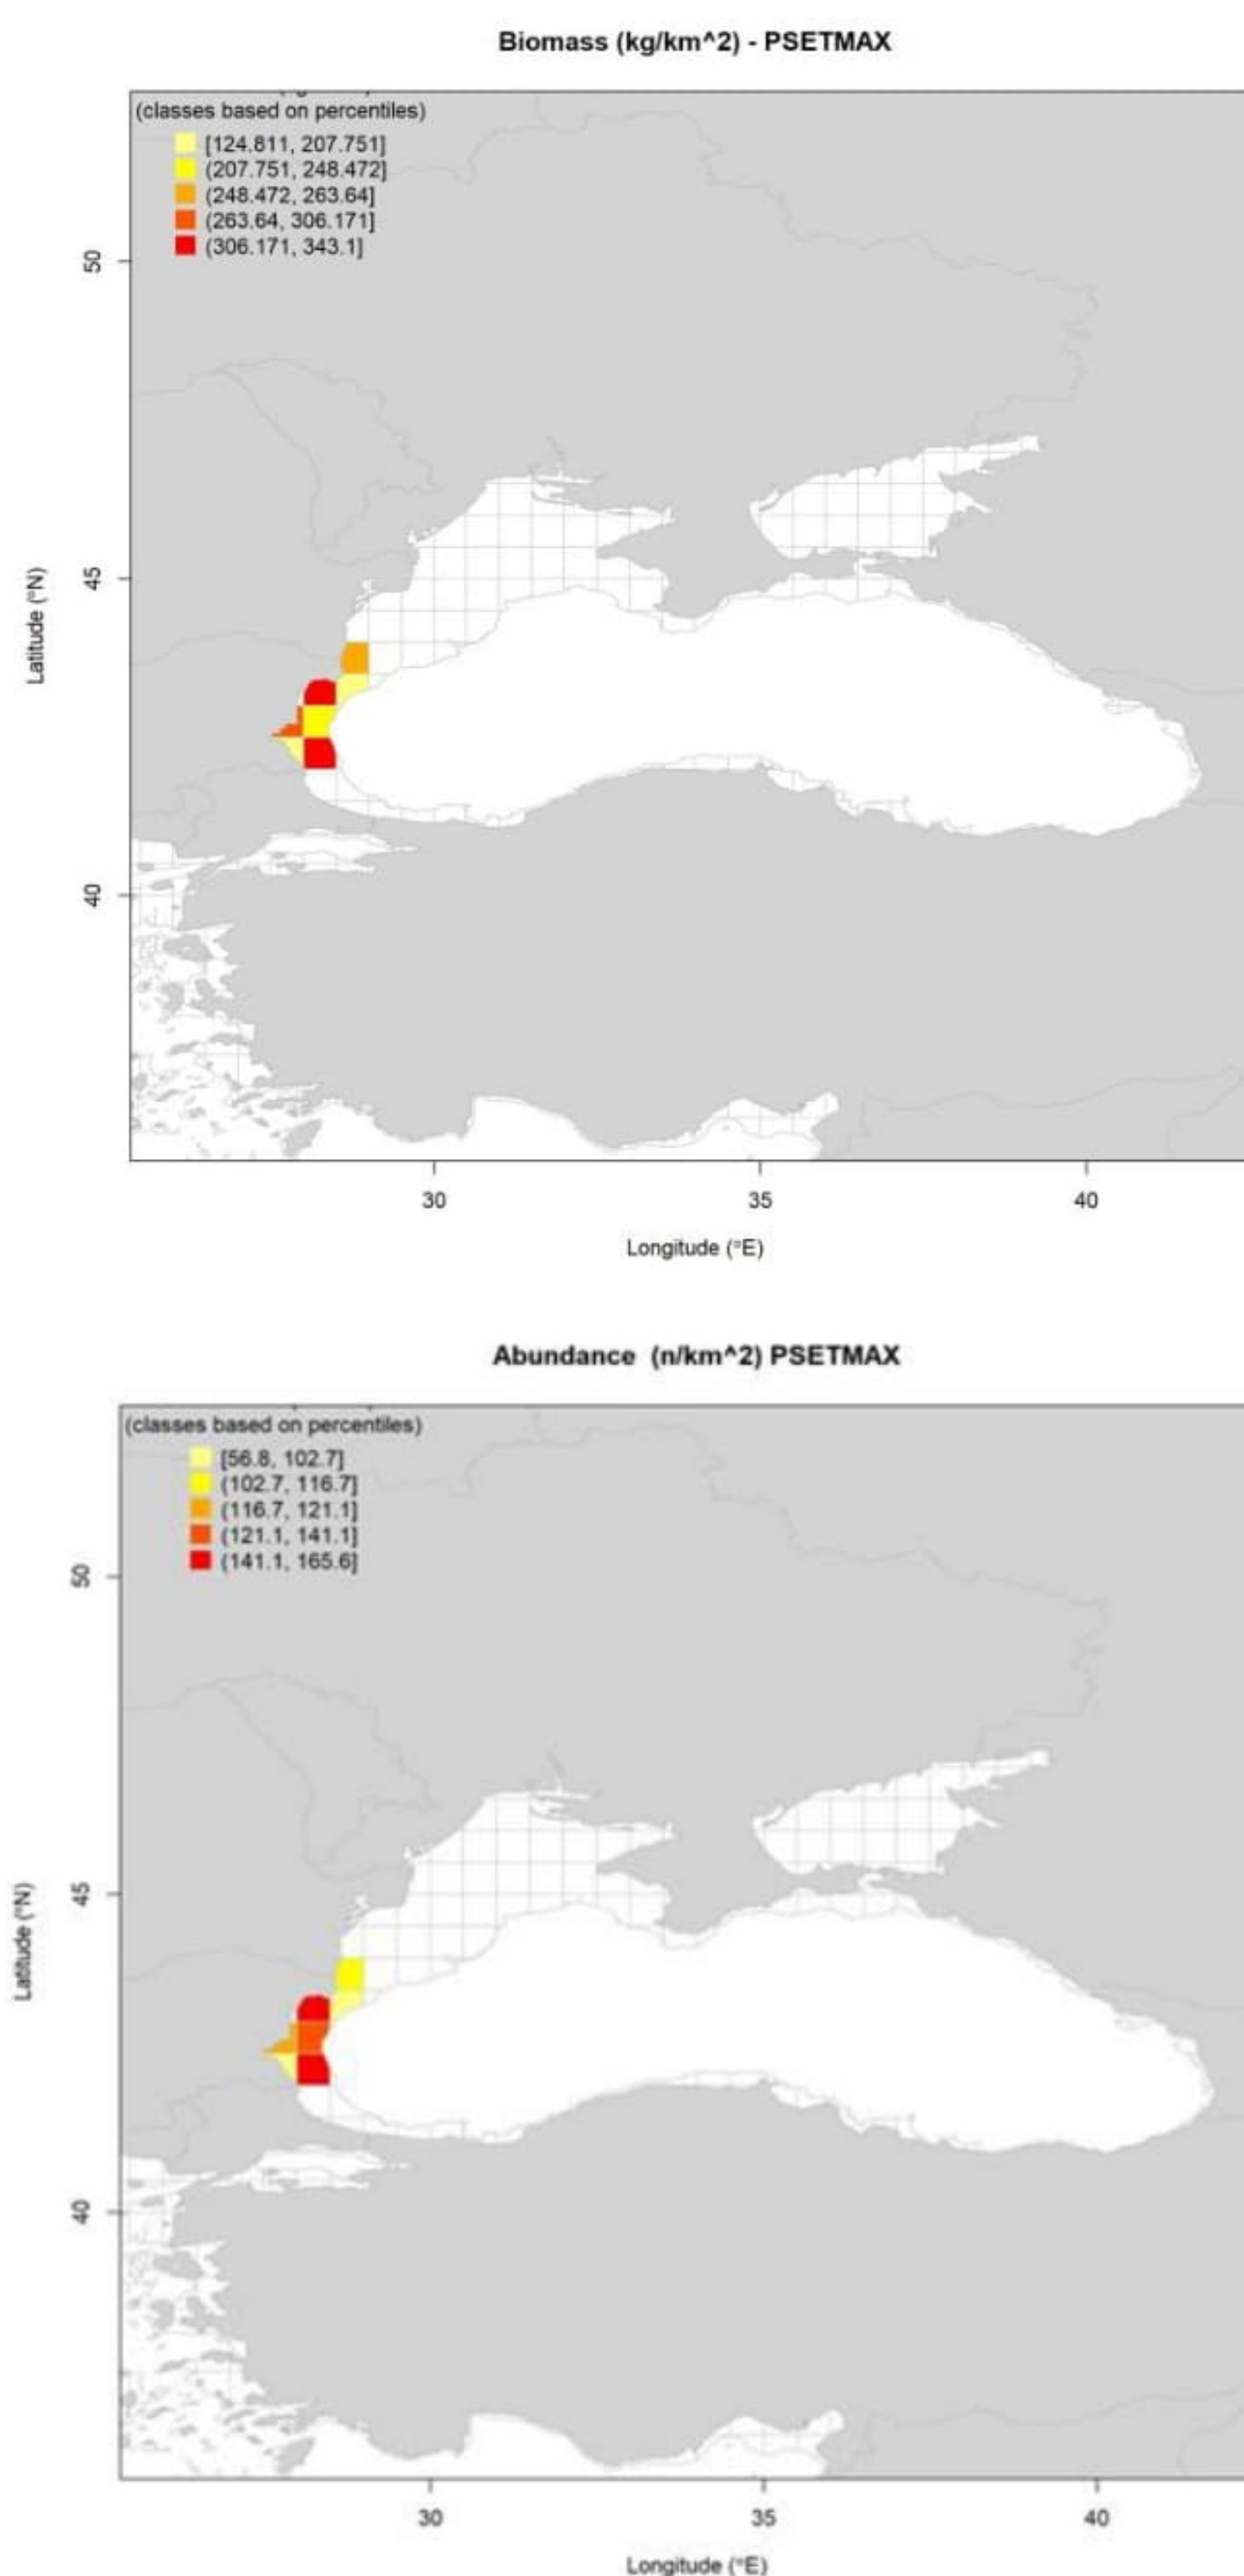 Biomass (kg/km^2) - PSETMAX
(classes based on percentiles)
[124.811, 207.751]
(207.751, 248.472]
(248.472, 263.64]
(263.64, 306.171]
(306.171, 343.1]
50
45
40
Latitude (°N)
30 35 40
Longitude (°E)
Abundance (n/km^2) PSETMAX
(classes based on percentiles)
[56.8, 102.7]
(102.7, 116.7]
(116.7, 121.1]
(121.1, 141.1]
(141.1, 165.6]
50
45
40
Latitude (°N)
30 35 40
Longitude (°E)